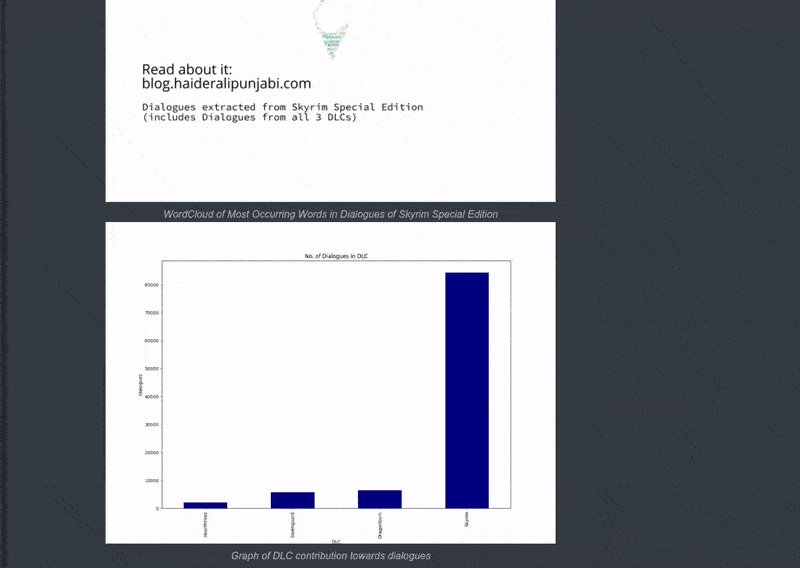 Read about it:
blog.haideralipunjabi.com
Dialogues extracted from Skyrim Special Edition
(includes Dialogues from all 3 DLCs)
WordCloud of Most Occurring Words in Dialogues of Skyrim Special Edition
No. of Dialogues in DLC
80000
70000
60000
50000
40000
30000
20000
10000
0
Dialogues
Hearthfires
Dawnguard
Dragonborn
Skyrim
DLC
Graph of DLC contribution towards dialogues